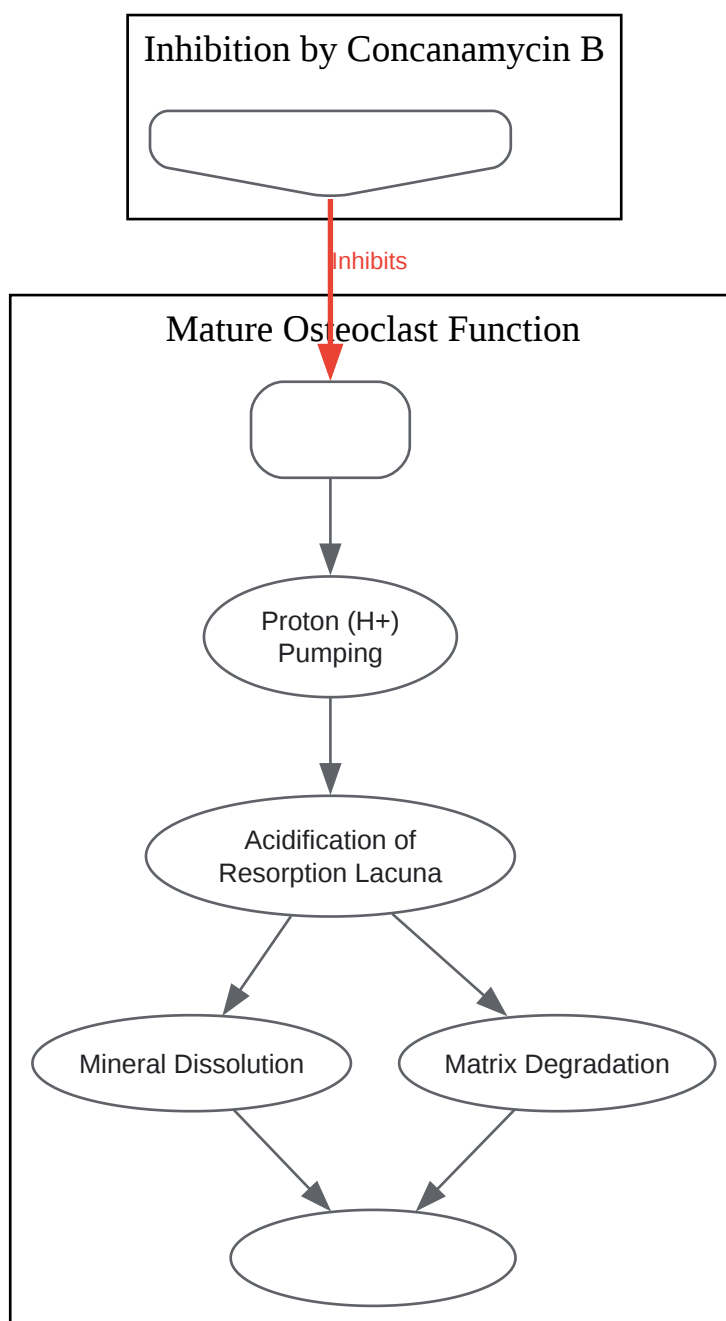 Inhibition by Concanamycin B
Inhibits
Mature Osteoclast Function
Proton (H+)
Pumping
Acidification of
Resorption Lacuna
Mineral Dissolution
Matrix Degradation